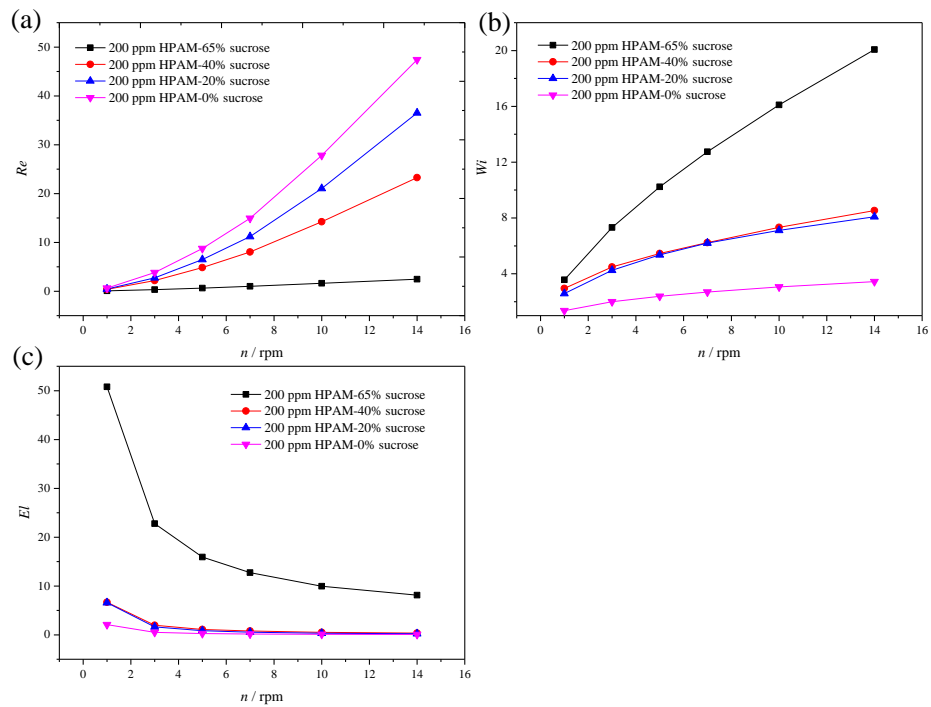 (a)
50
40
30
20
10
0
Re
200 ppm HPAM-65% sucrose
200 ppm HPAM-40% sucrose
200 ppm HPAM-20% sucrose
200 ppm HPAM-0% sucrose
0 2 4 6 8 10 12 14 16
n / rpm
(b)
20
16
12
8
4
Wi
200 ppm HPAM-65% sucrose
200 ppm HPAM-40% sucrose
200 ppm HPAM-20% sucrose
200 ppm HPAM-0% sucrose
0 2 4 6 8 10 12 14 16
n / rpm
(c)
50
40
30
20
10
0
El
200 ppm HPAM-65% sucrose
200 ppm HPAM-40% sucrose
200 ppm HPAM-20% sucrose
200 ppm HPAM-0% sucrose
0 2 4 6 8 10 12 14 16
n / rpm